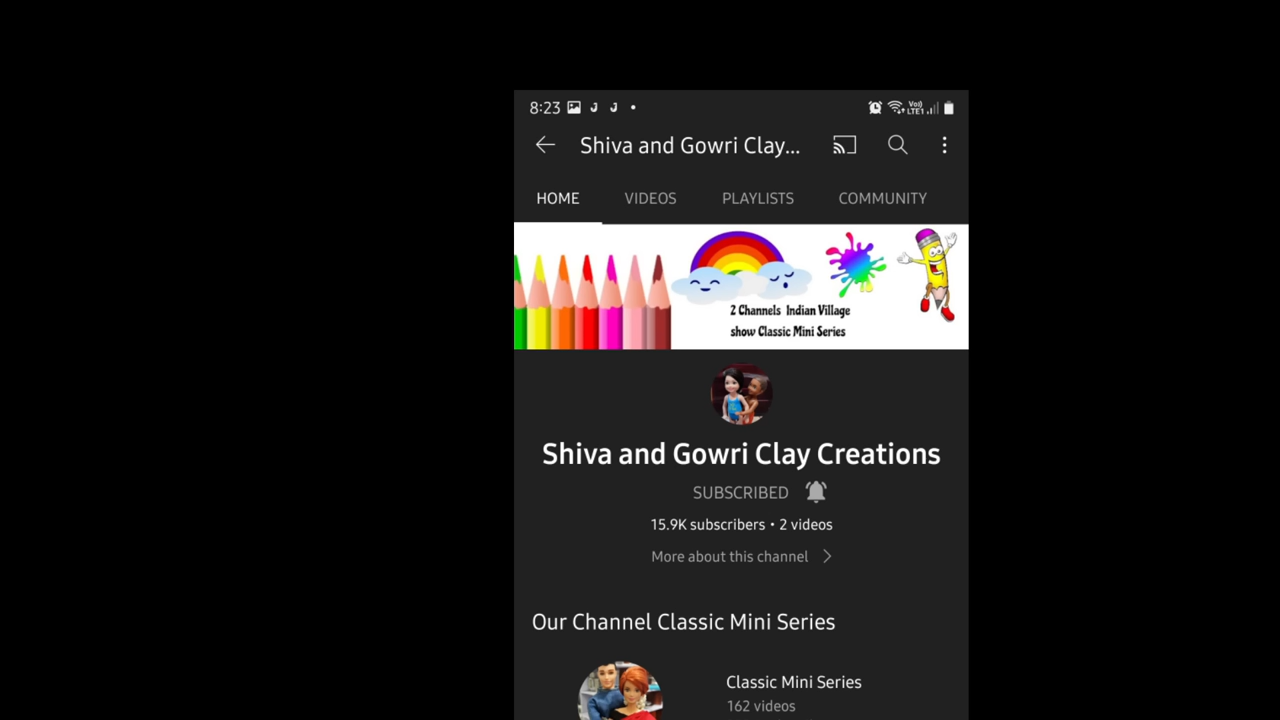 8:23
Vo))
LTE1
Shiva and Gowri Clay...
HOME VIDEOS PLAYLISTS COMMUNITY
2 Channels Indian Village
show Classic Mini Series
Shiva and Gowri Clay Creations
SUBSCRIBED
15.9K subscribers • 2 videos
More about this channel
Our Channel Classic Mini Series
Classic Mini Series
162 videos